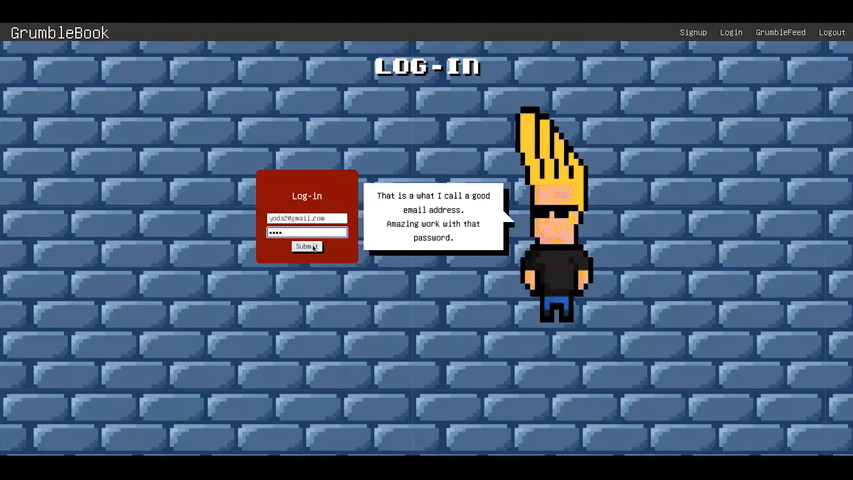 GrumbleBook
Signup Login GrumbleFeed Logout
LOG-IN
Log-in
yoda2@gmail.com
••••
Submit
That is a what I call a good
email address.
Amazing work with that
password.